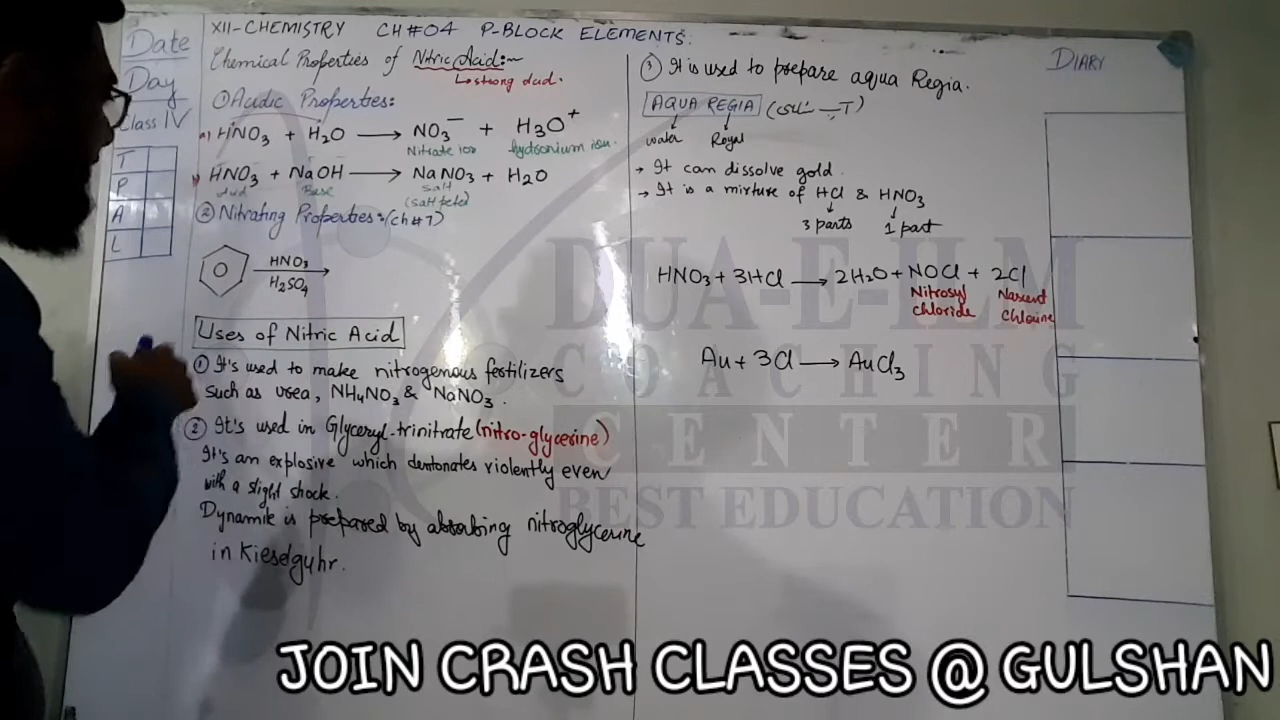 XII-CHEMISTRY CH#04 P-BLOCK ELEMENTS.
Date
Day
Class IV
T
P
A
L
Chemical Properties of Nitric Acid:~
↳strong acid.
① Acidic Properties:
a) HNO₃ + H₂O → NO₃⁻ + H₃O⁺
Nitrate ion hydronium ion.
HNO₃ + NaOH → NaNO₃ + H₂O
acid Base Salt
(salt peter)
② Nitrating Properties:(ch#7)
HNO₃
H₂SO₄
Uses of Nitric Acid
① It's used to make nitrogenous festilizers
such as urea, NH₄NO₃ & NaNO₃.
② It's used in Glyceryl-trinitrate (nitro-glycerine)
It's an explosive which dentonates violently even
with a slight shock.
Dynamite is prepared by absorbing nitroglycerine
in Kieselguhr.
③ It is used to prepare aqua Regia.
AQUA REGIA
water Royal
→ It can dissolve gold.
→ It is a mixture of HCl & HNO₃
3 parts 1 part
HNO₃ + 3HCl → 2H₂O + NOCl + 2Cl
Nitrosyl Nascent
chloride Chlorine
Au + 3Cl → AuCl₃
DIARY
DUA-E-ILM
COACHING
CENTER
BEST EDUCATION
JOIN CRASH CLASSES @ GULSHAN